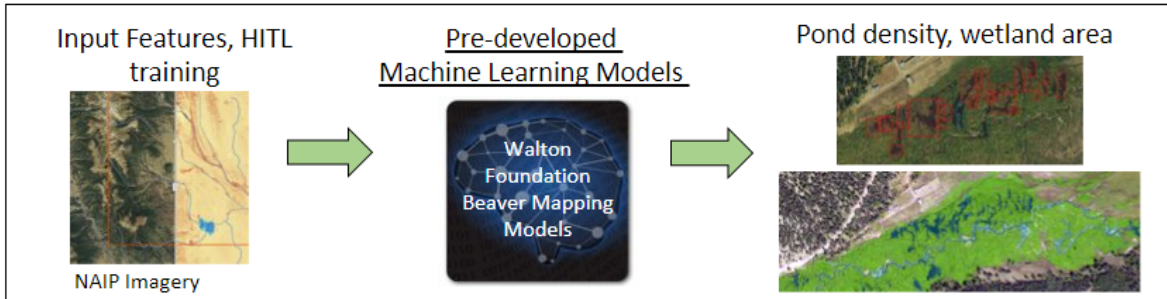 Input Features, HITL
training
NAIP Imagery
Pre-developed
Machine Learning Models
Walton
Foundation
Beaver Mapping
Models
Pond density, wetland area